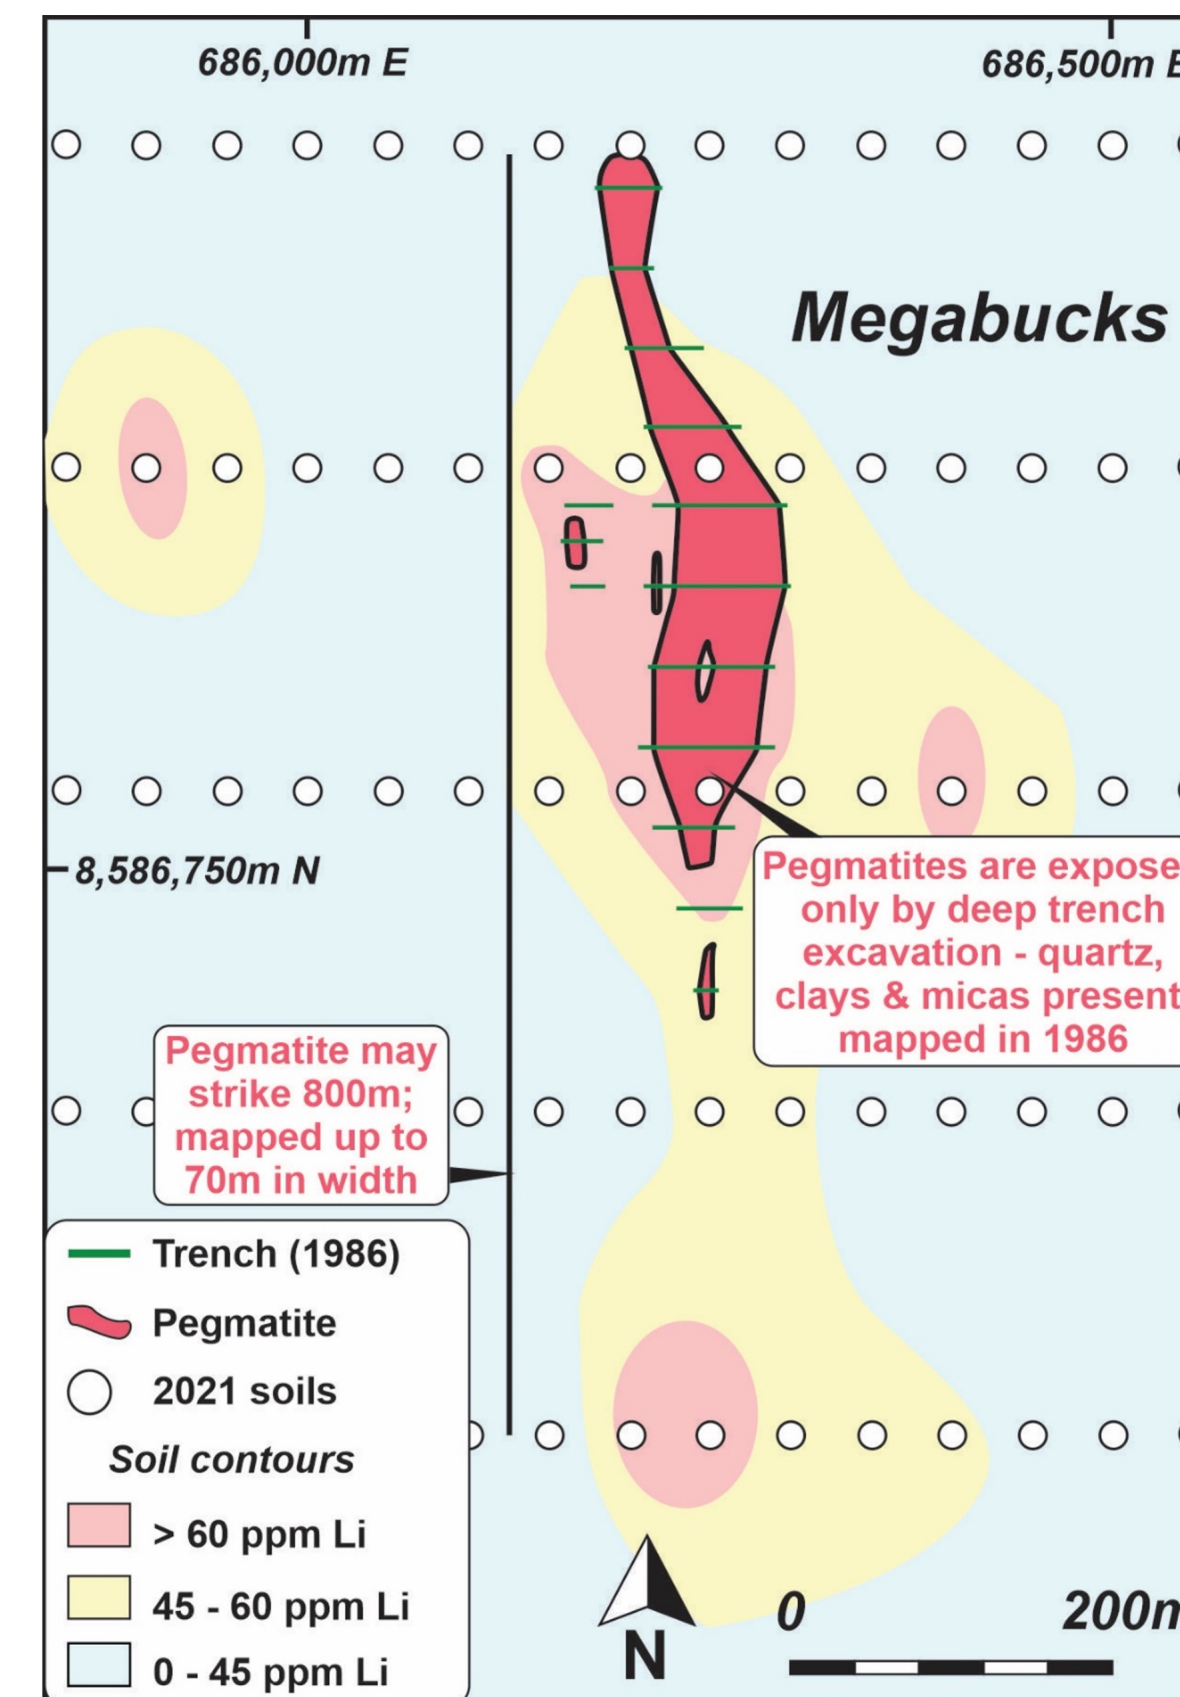 686,000m E
686,500m E
Megabucks
8,586,750m N
Pegmatites are expose
only by deep trench
excavation - quartz,
clays & micas present
mapped in 1986
Pegmatite may
strike 800m;
mapped up to
70m in width
Trench (1986)
Pegmatite
2021 soils
Soil contours
> 60 ppm Li
45 - 60 ppm Li
0 - 45 ppm Li
N
0
200m